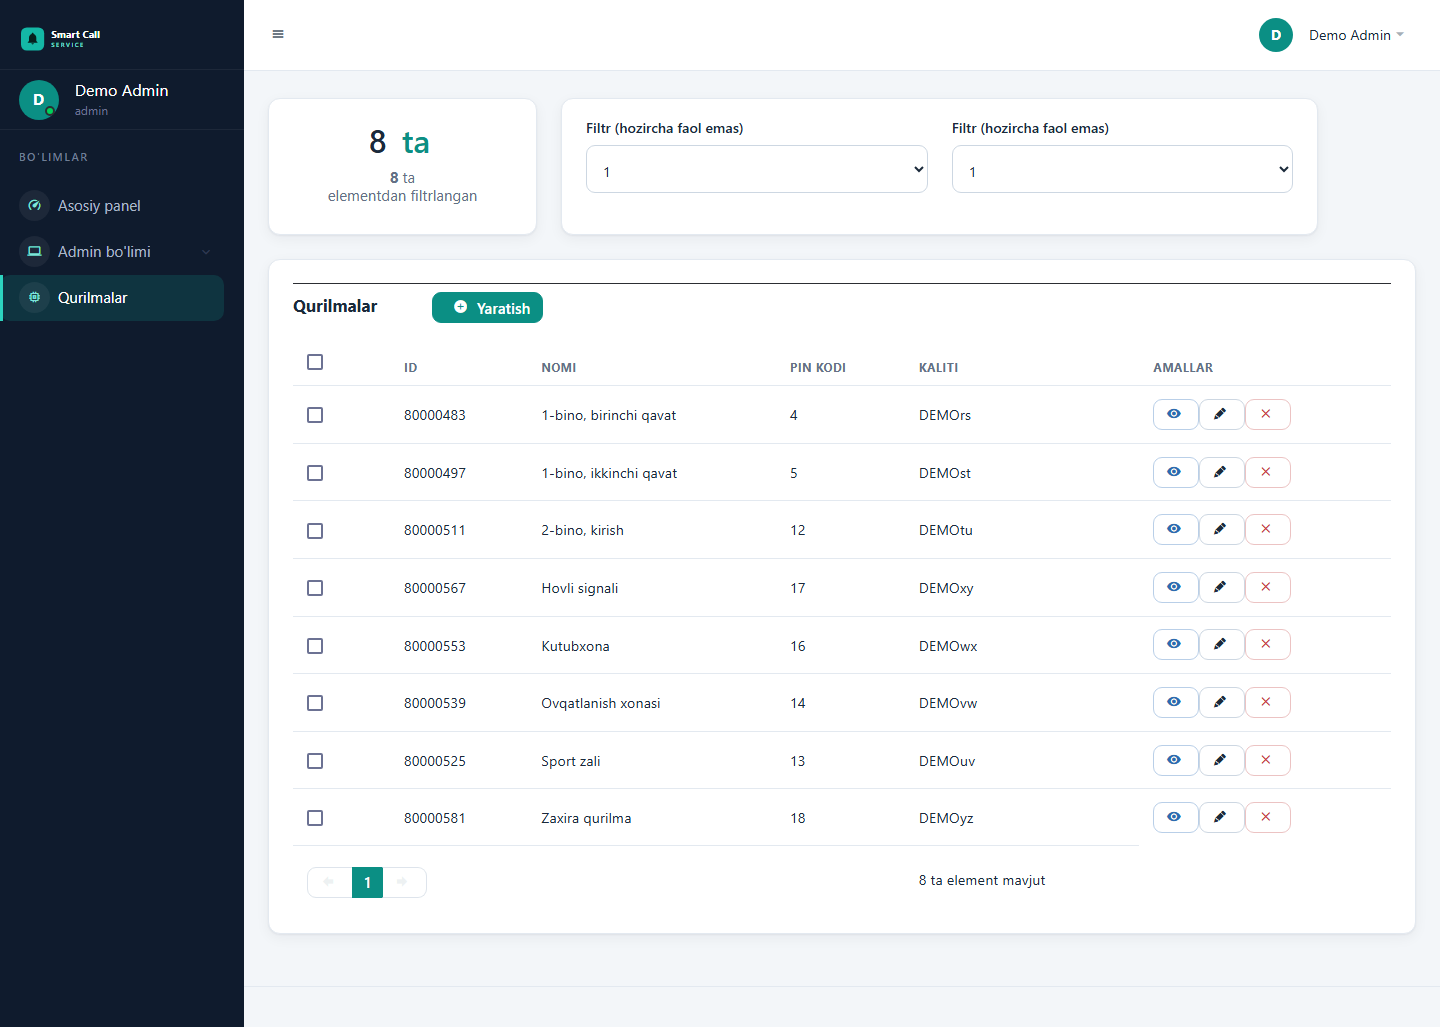 Smart Call
SERVICE
D
Demo Admin
admin
BO'LIMLAR
Asosiy panel
Admin bo'limi
Qurilmalar
D
Demo Admin
8 ta
8 ta
elementdan filtrlangan
Filtr (hozircha faol emas)
1
Filtr (hozircha faol emas)
1
Qurilmalar
Yaratish
ID NOMI PIN KODI KALITI AMALLAR
80000483 1-bino, birinchi qavat 4 DEMOrs
80000497 1-bino, ikkinchi qavat 5 DEMOst
80000511 2-bino, kirish 12 DEMOtu
80000567 Hovli signali 17 DEMOxy
80000553 Kutubxona 16 DEMOwx
80000539 Ovqatlanish xonasi 14 DEMOvw
80000525 Sport zali 13 DEMOuv
80000581 Zaxira qurilma 18 DEMOyz
1
8 ta element mavjut